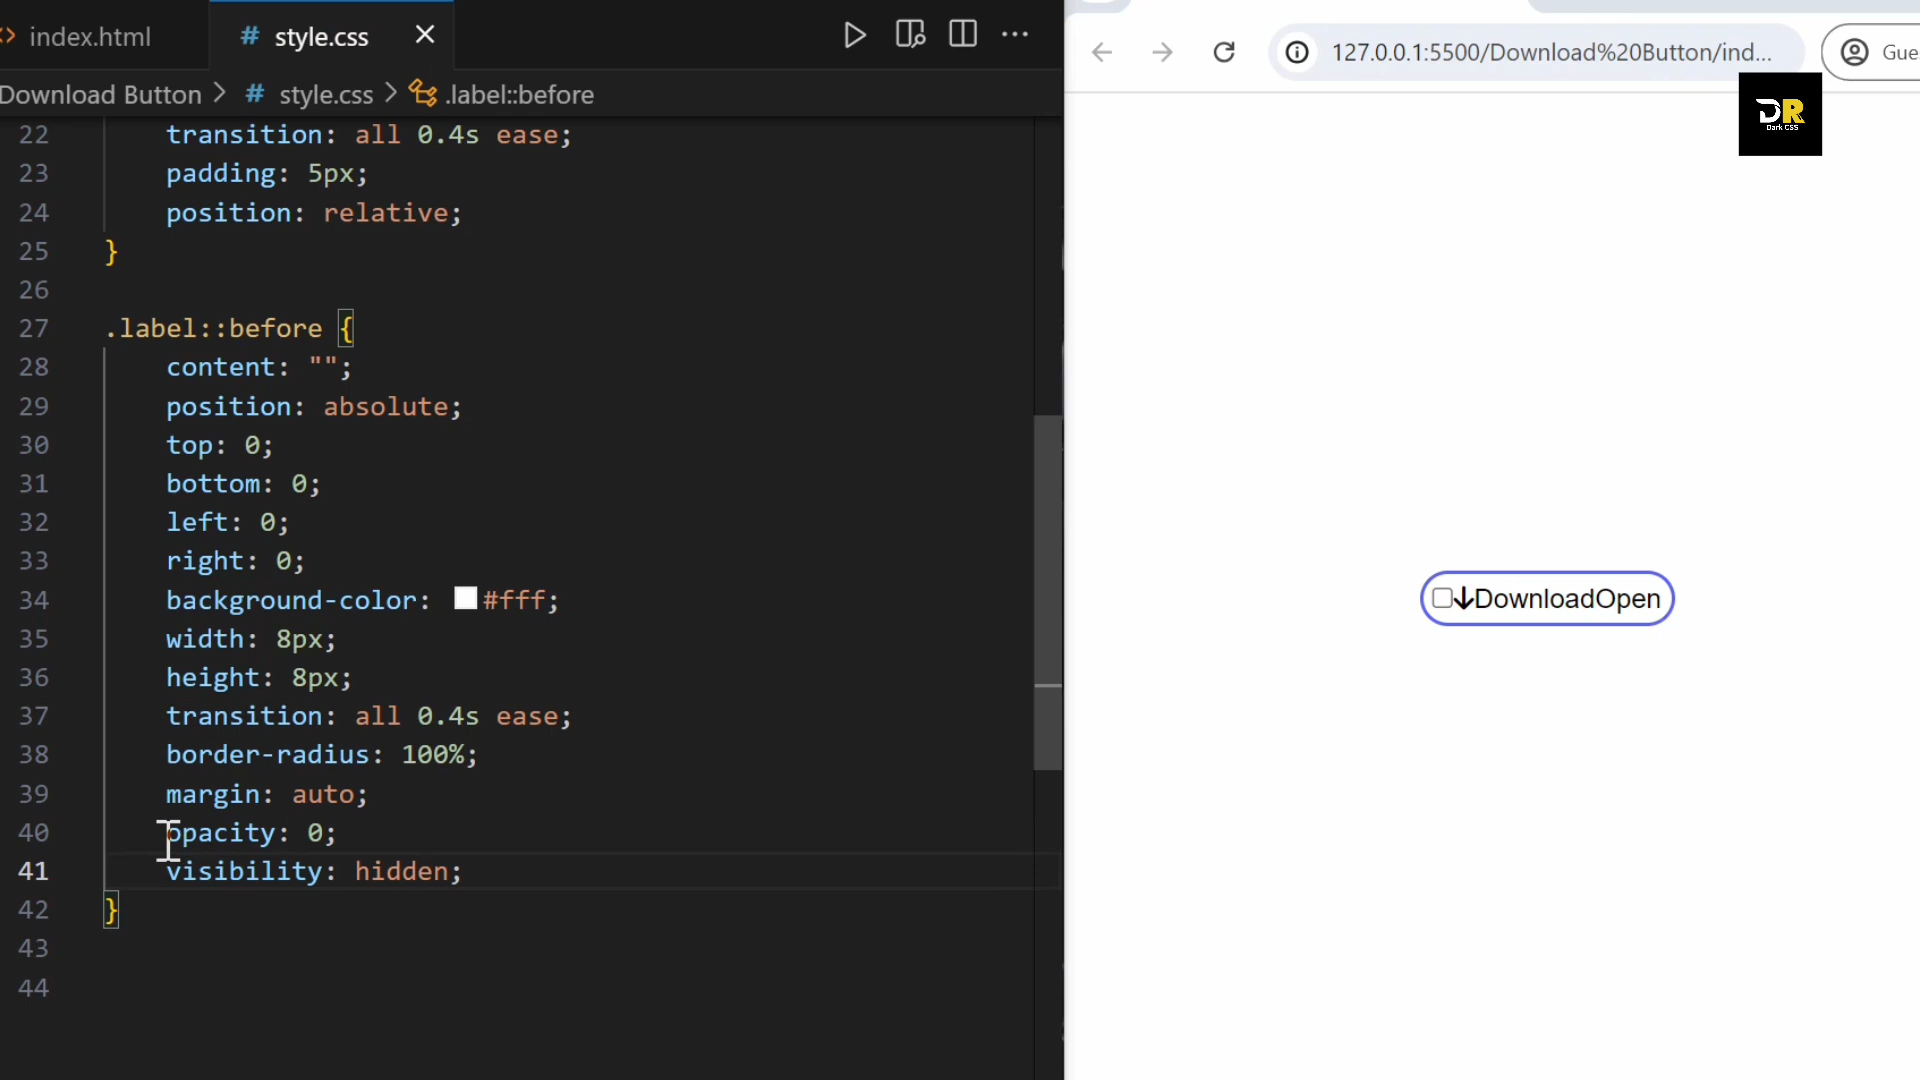 index.html
# style.css
Download Button > # style.css > .label::before
22 transition: all 0.4s ease;
23 padding: 5px;
24 position: relative;
25 }
26
27 .label::before {
28 content: "";
29 position: absolute;
30 top: 0;
31 bottom: 0;
32 left: 0;
33 right: 0;
34 background-color: #fff;
35 width: 8px;
36 height: 8px;
37 transition: all 0.4s ease;
38 border-radius: 100%;
39 margin: auto;
40 opacity: 0;
41 visibility: hidden;
42 }
43
44
127.0.0.1:5500/Download%20Button/ind...
Gue
DR
Dark CSS
DownloadOpen